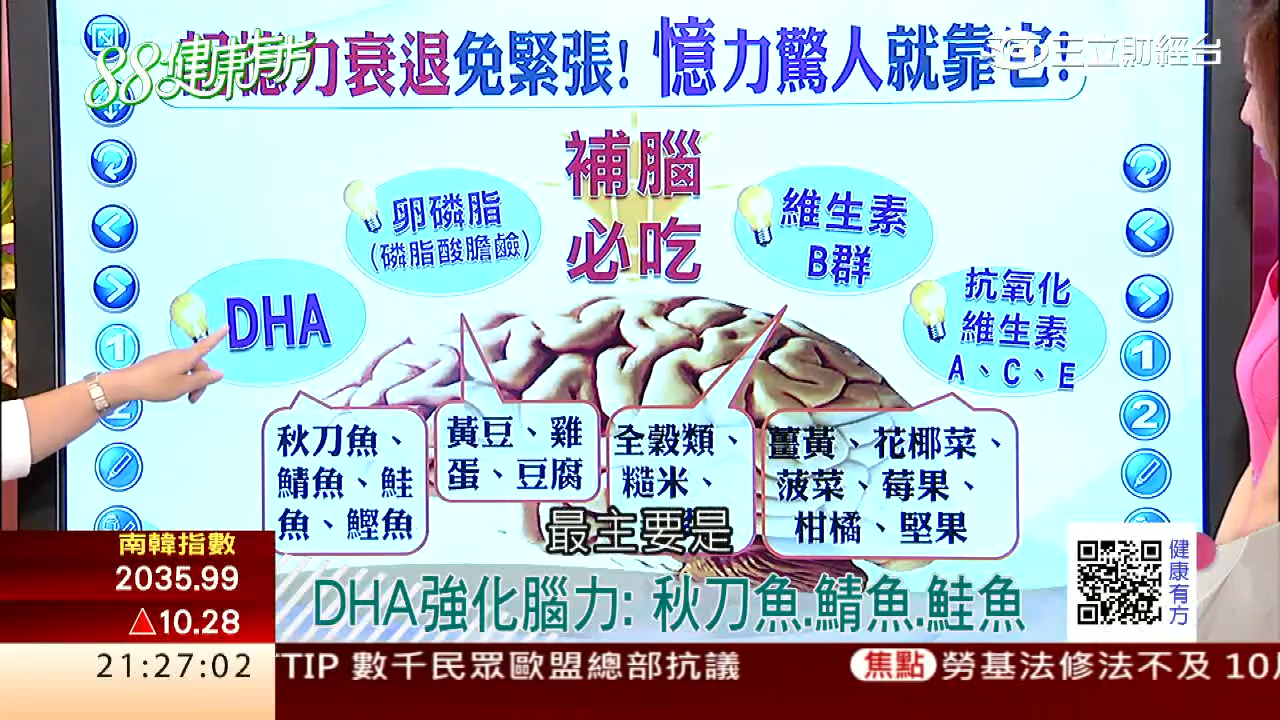 88健康有方
記憶力衰退免緊張! 憶力驚人就靠它!
三立財經台
補腦
必吃
卵磷脂
(磷脂酸膽鹼)
維生素
B群
DHA
抗氧化
維生素
A、C、E
秋刀魚、
鯖魚、鮭
魚、鰹魚
黃豆、雞
蛋、豆腐
全穀類、
糙米、
薑黃、花椰菜、
菠菜、莓果、
柑橘、堅果
1
2
1
2
最主要是
DHA強化腦力: 秋刀魚.鯖魚.鮭魚
健康有方
南韓指數
2035.99
△10.28
21:27:02
TTIP 數千民眾歐盟總部抗議
焦點 勞基法修法不及 10月